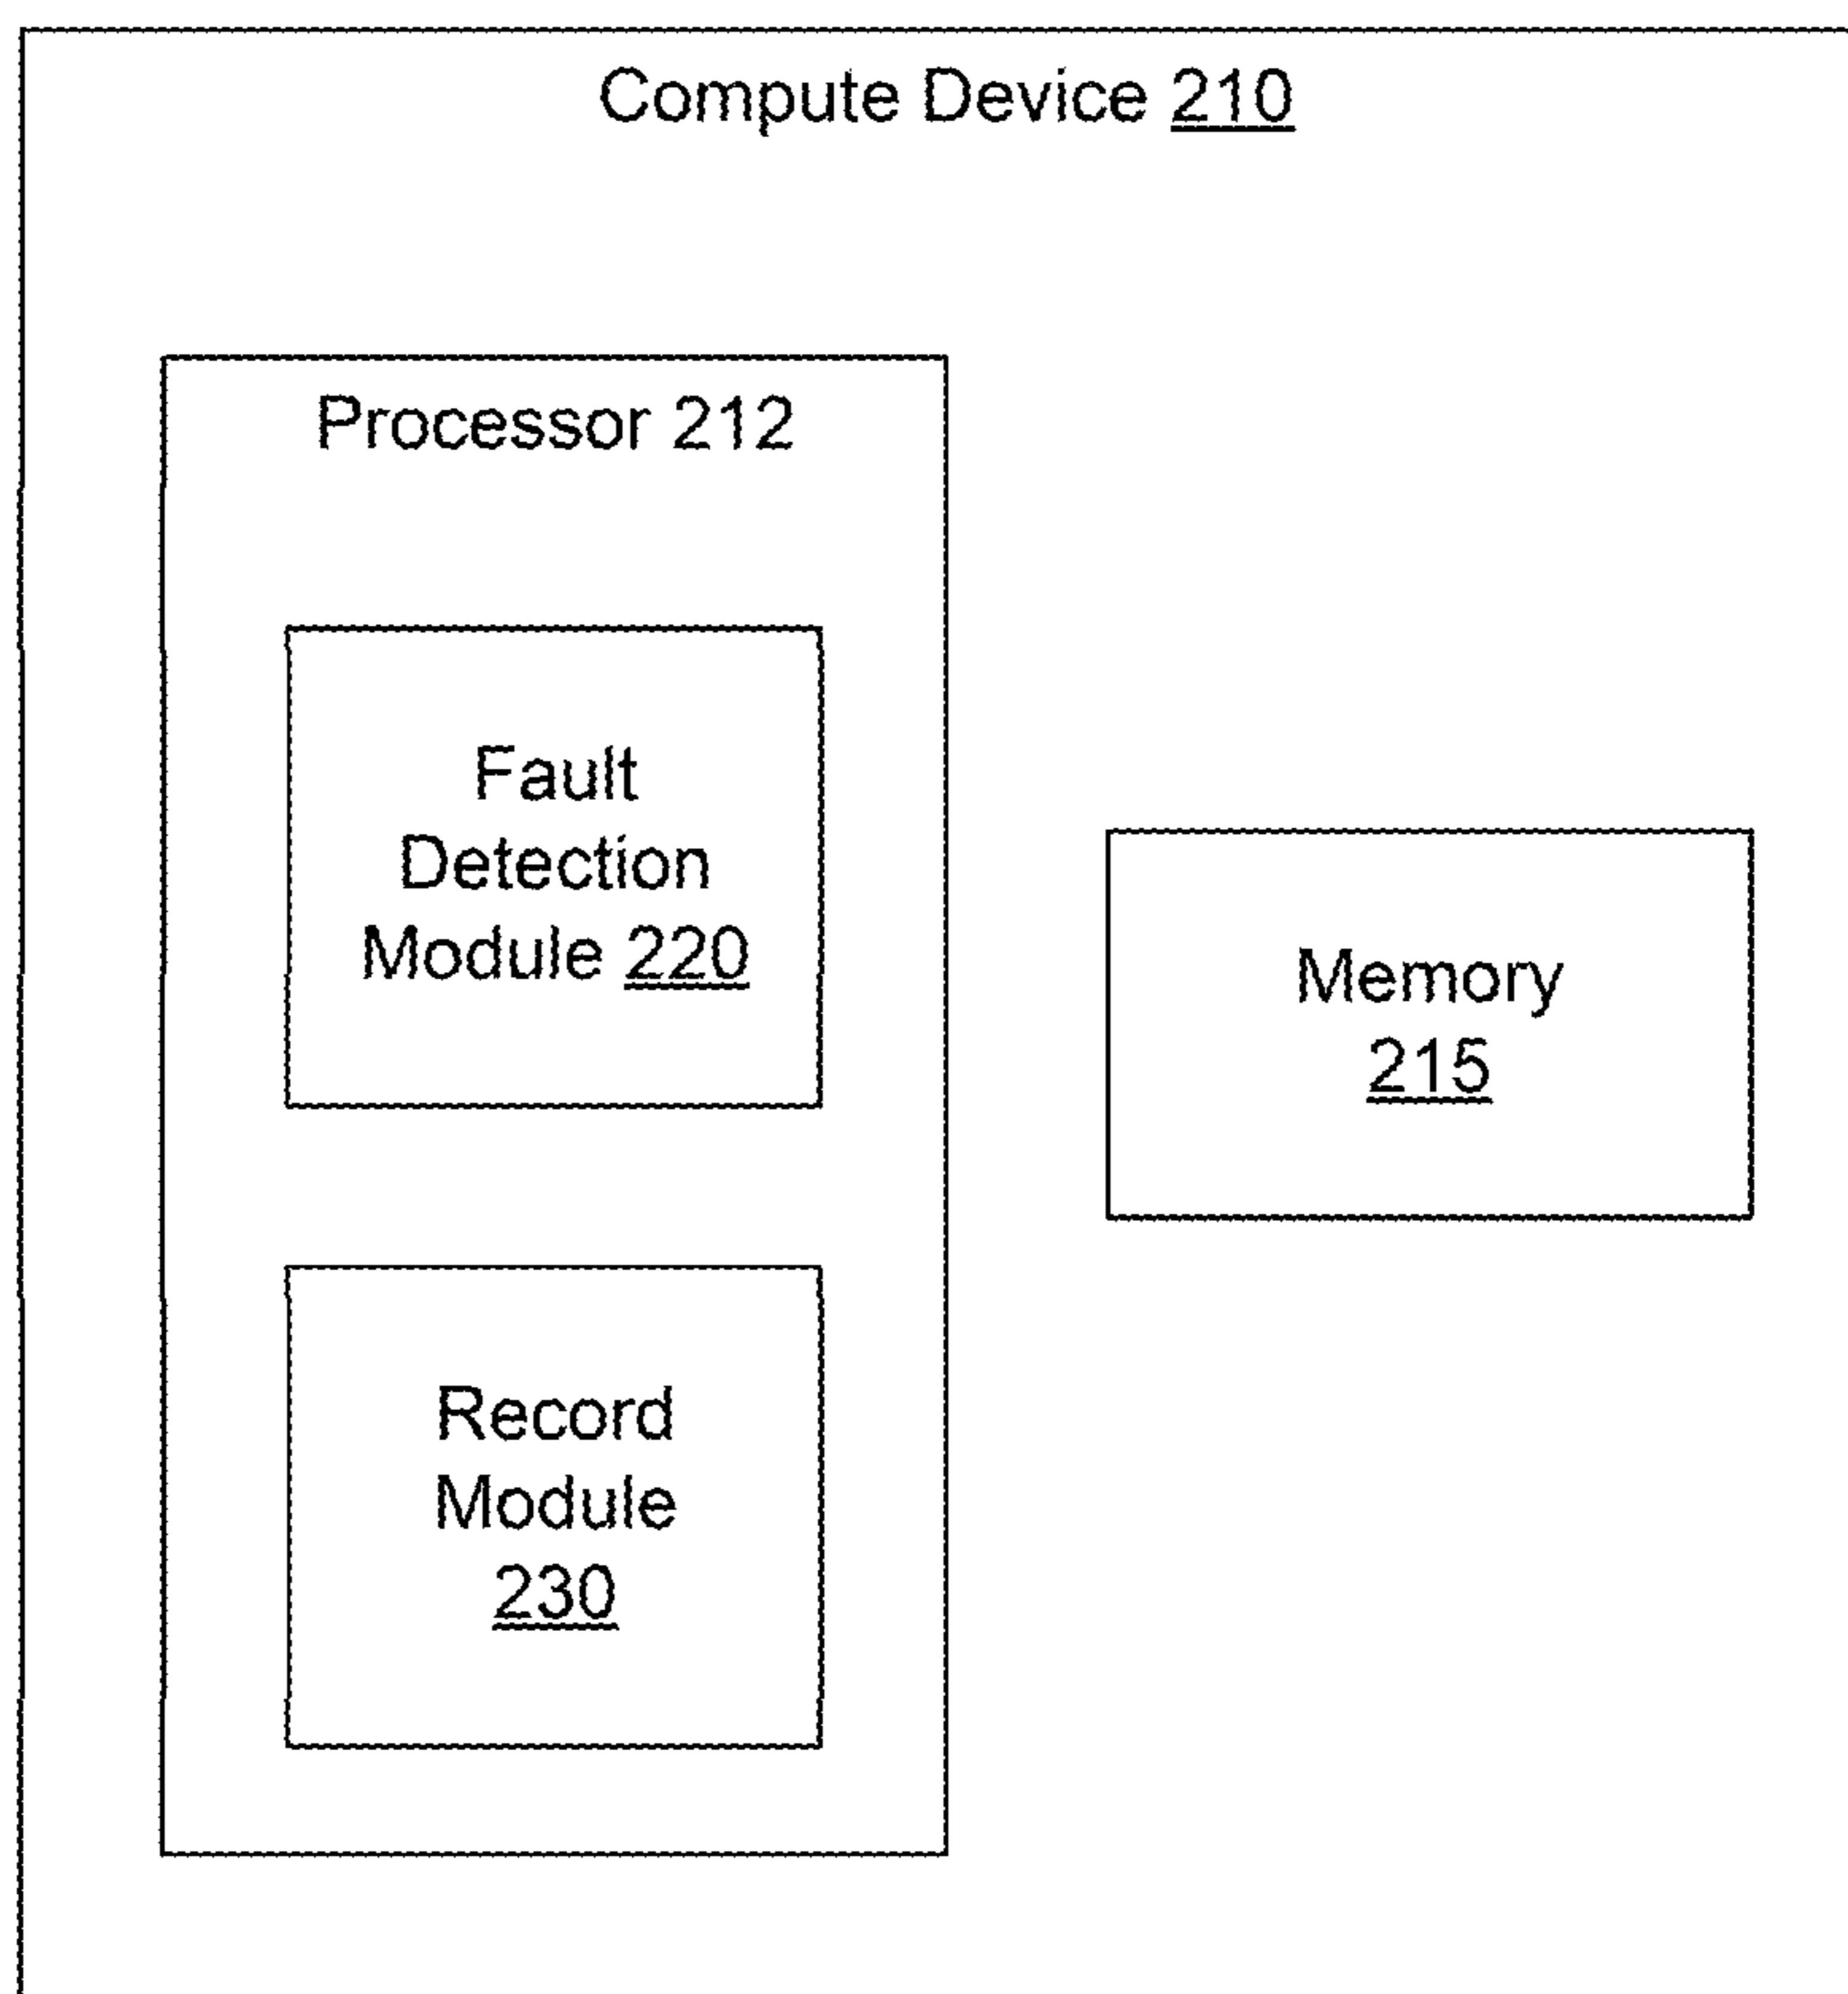 Compute Device 210
Processor 212
Fault
Detection
Module 220
Memory
215
Record
Module
230